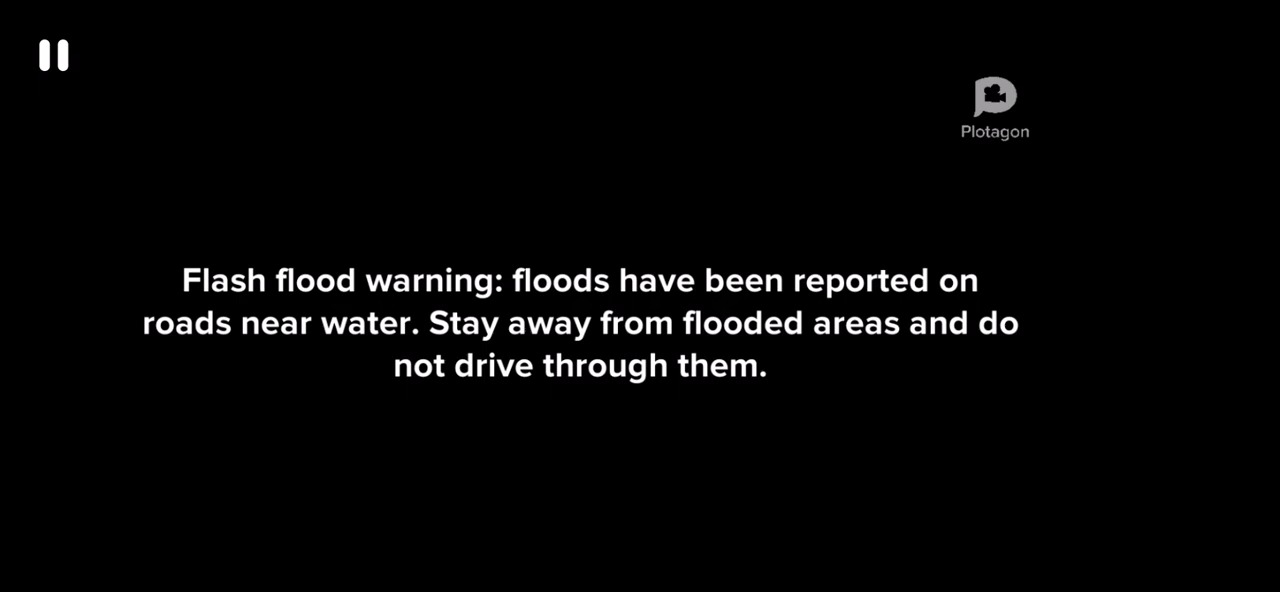 Plotagon
Flash flood warning: floods have been reported on
roads near water. Stay away from flooded areas and do
not drive through them.